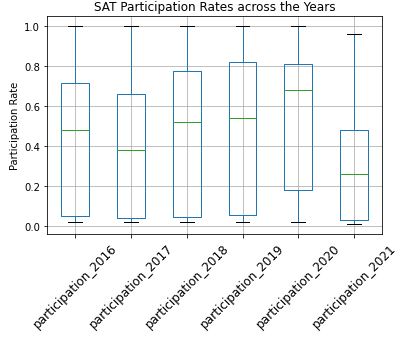 SAT Participation Rates across the Years
1.0
0.8
0.6
0.4
0.2
0.0
Participation Rate
participation_2016
participation_2017
participation_2018
participation_2019
participation_2020
participation_2021